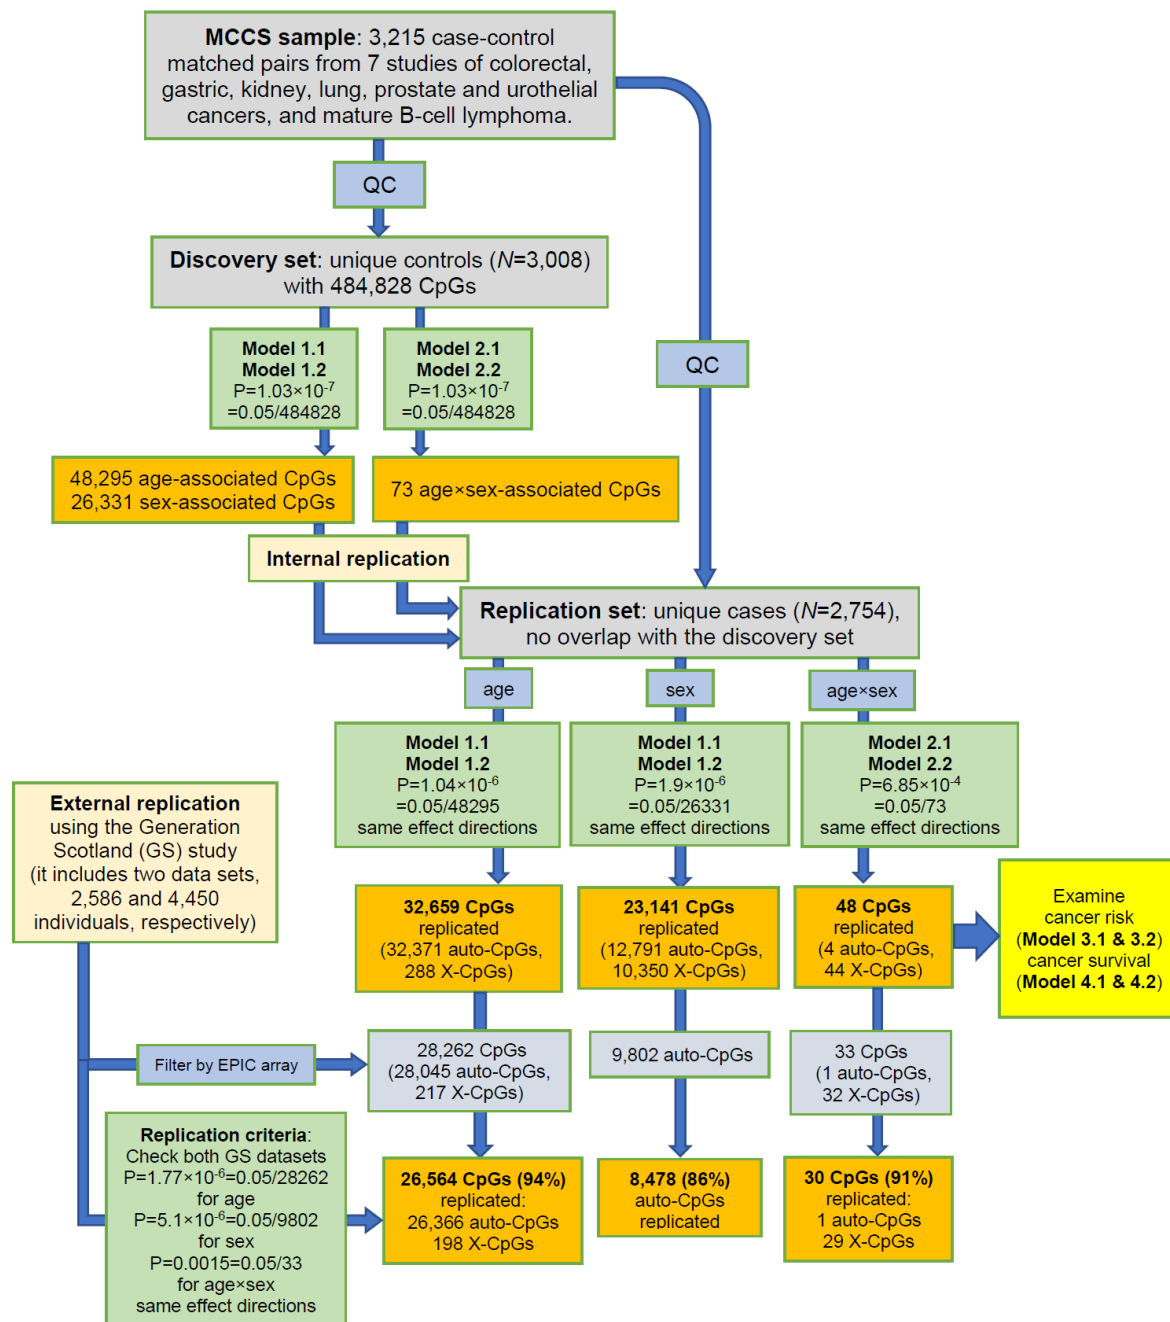 MCCS sample: 3,215 case-control
matched pairs from 7 studies of colorectal,
gastric, kidney, lung, prostate and urothelial
cancers, and mature B-cell lymphoma.
QC
Discovery set: unique controls (N=3,008)
with 484,828 CpGs
Model 1.1
Model 1.2
P=1.03×10-7
=0.05/484828
Model 2.1
Model 2.2
P=1.03×10-7
=0.05/484828
QC
48,295 age-associated CpGs
26,331 sex-associated CpGs
73 age×sex-associated CpGs
Internal replication
Replication set: unique cases (N=2,754),
no overlap with the discovery set
age
sex
age×sex
Model 1.1
Model 1.2
P=1.04×10-6
=0.05/48295
same effect directions
Model 1.1
Model 1.2
P=1.9×10-6
=0.05/26331
same effect directions
Model 2.1
Model 2.2
P=6.85×10-4
=0.05/73
same effect directions
External replication
using the Generation
Scotland (GS) study
(it includes two data sets,
2,586 and 4,450
individuals, respectively)
32,659 CpGs
replicated
(32,371 auto-CpGs,
288 X-CpGs)
23,141 CpGs
replicated
(12,791 auto-CpGs,
10,350 X-CpGs)
48 CpGs
replicated
(4 auto-CpGs,
44 X-CpGs)
Examine
cancer risk
(Model 3.1 & 3.2)
cancer survival
(Model 4.1 & 4.2)
Filter by EPIC array
28,262 CpGs
(28,045 auto-CpGs,
217 X-CpGs)
9,802 auto-CpGs
33 CpGs
(1 auto-CpGs,
32 X-CpGs)
Replication criteria:
Check both GS datasets
P=1.77×10-6=0.05/28262
for age
P=5.1×10-6=0.05/9802
for sex
P=0.0015=0.05/33
for age×sex
same effect directions
26,564 CpGs (94%)
replicated:
26,366 auto-CpGs
198 X-CpGs
8,478 (86%)
auto-CpGs
replicated
30 CpGs (91%)
replicated:
1 auto-CpGs
29 X-CpGs